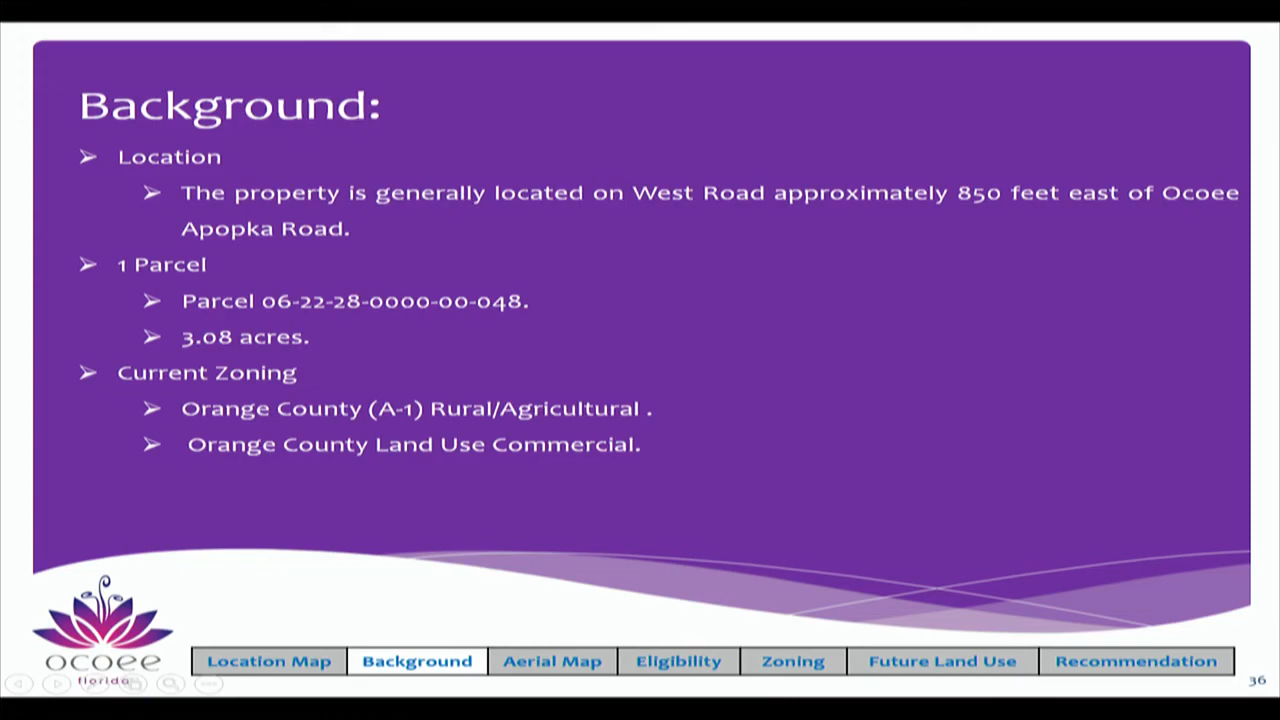 Background:
Location
The property is generally located on West Road approximately 850 feet east of Ocoee
Apopka Road.
1 Parcel
Parcel 06-22-28-0000-00-048.
3.08 acres.
Current Zoning
Orange County (A-1) Rural/Agricultural .
Orange County Land Use Commercial.
ocoee
florida
Location Map Background Aerial Map Eligibility Zoning Future Land Use Recommendation
36